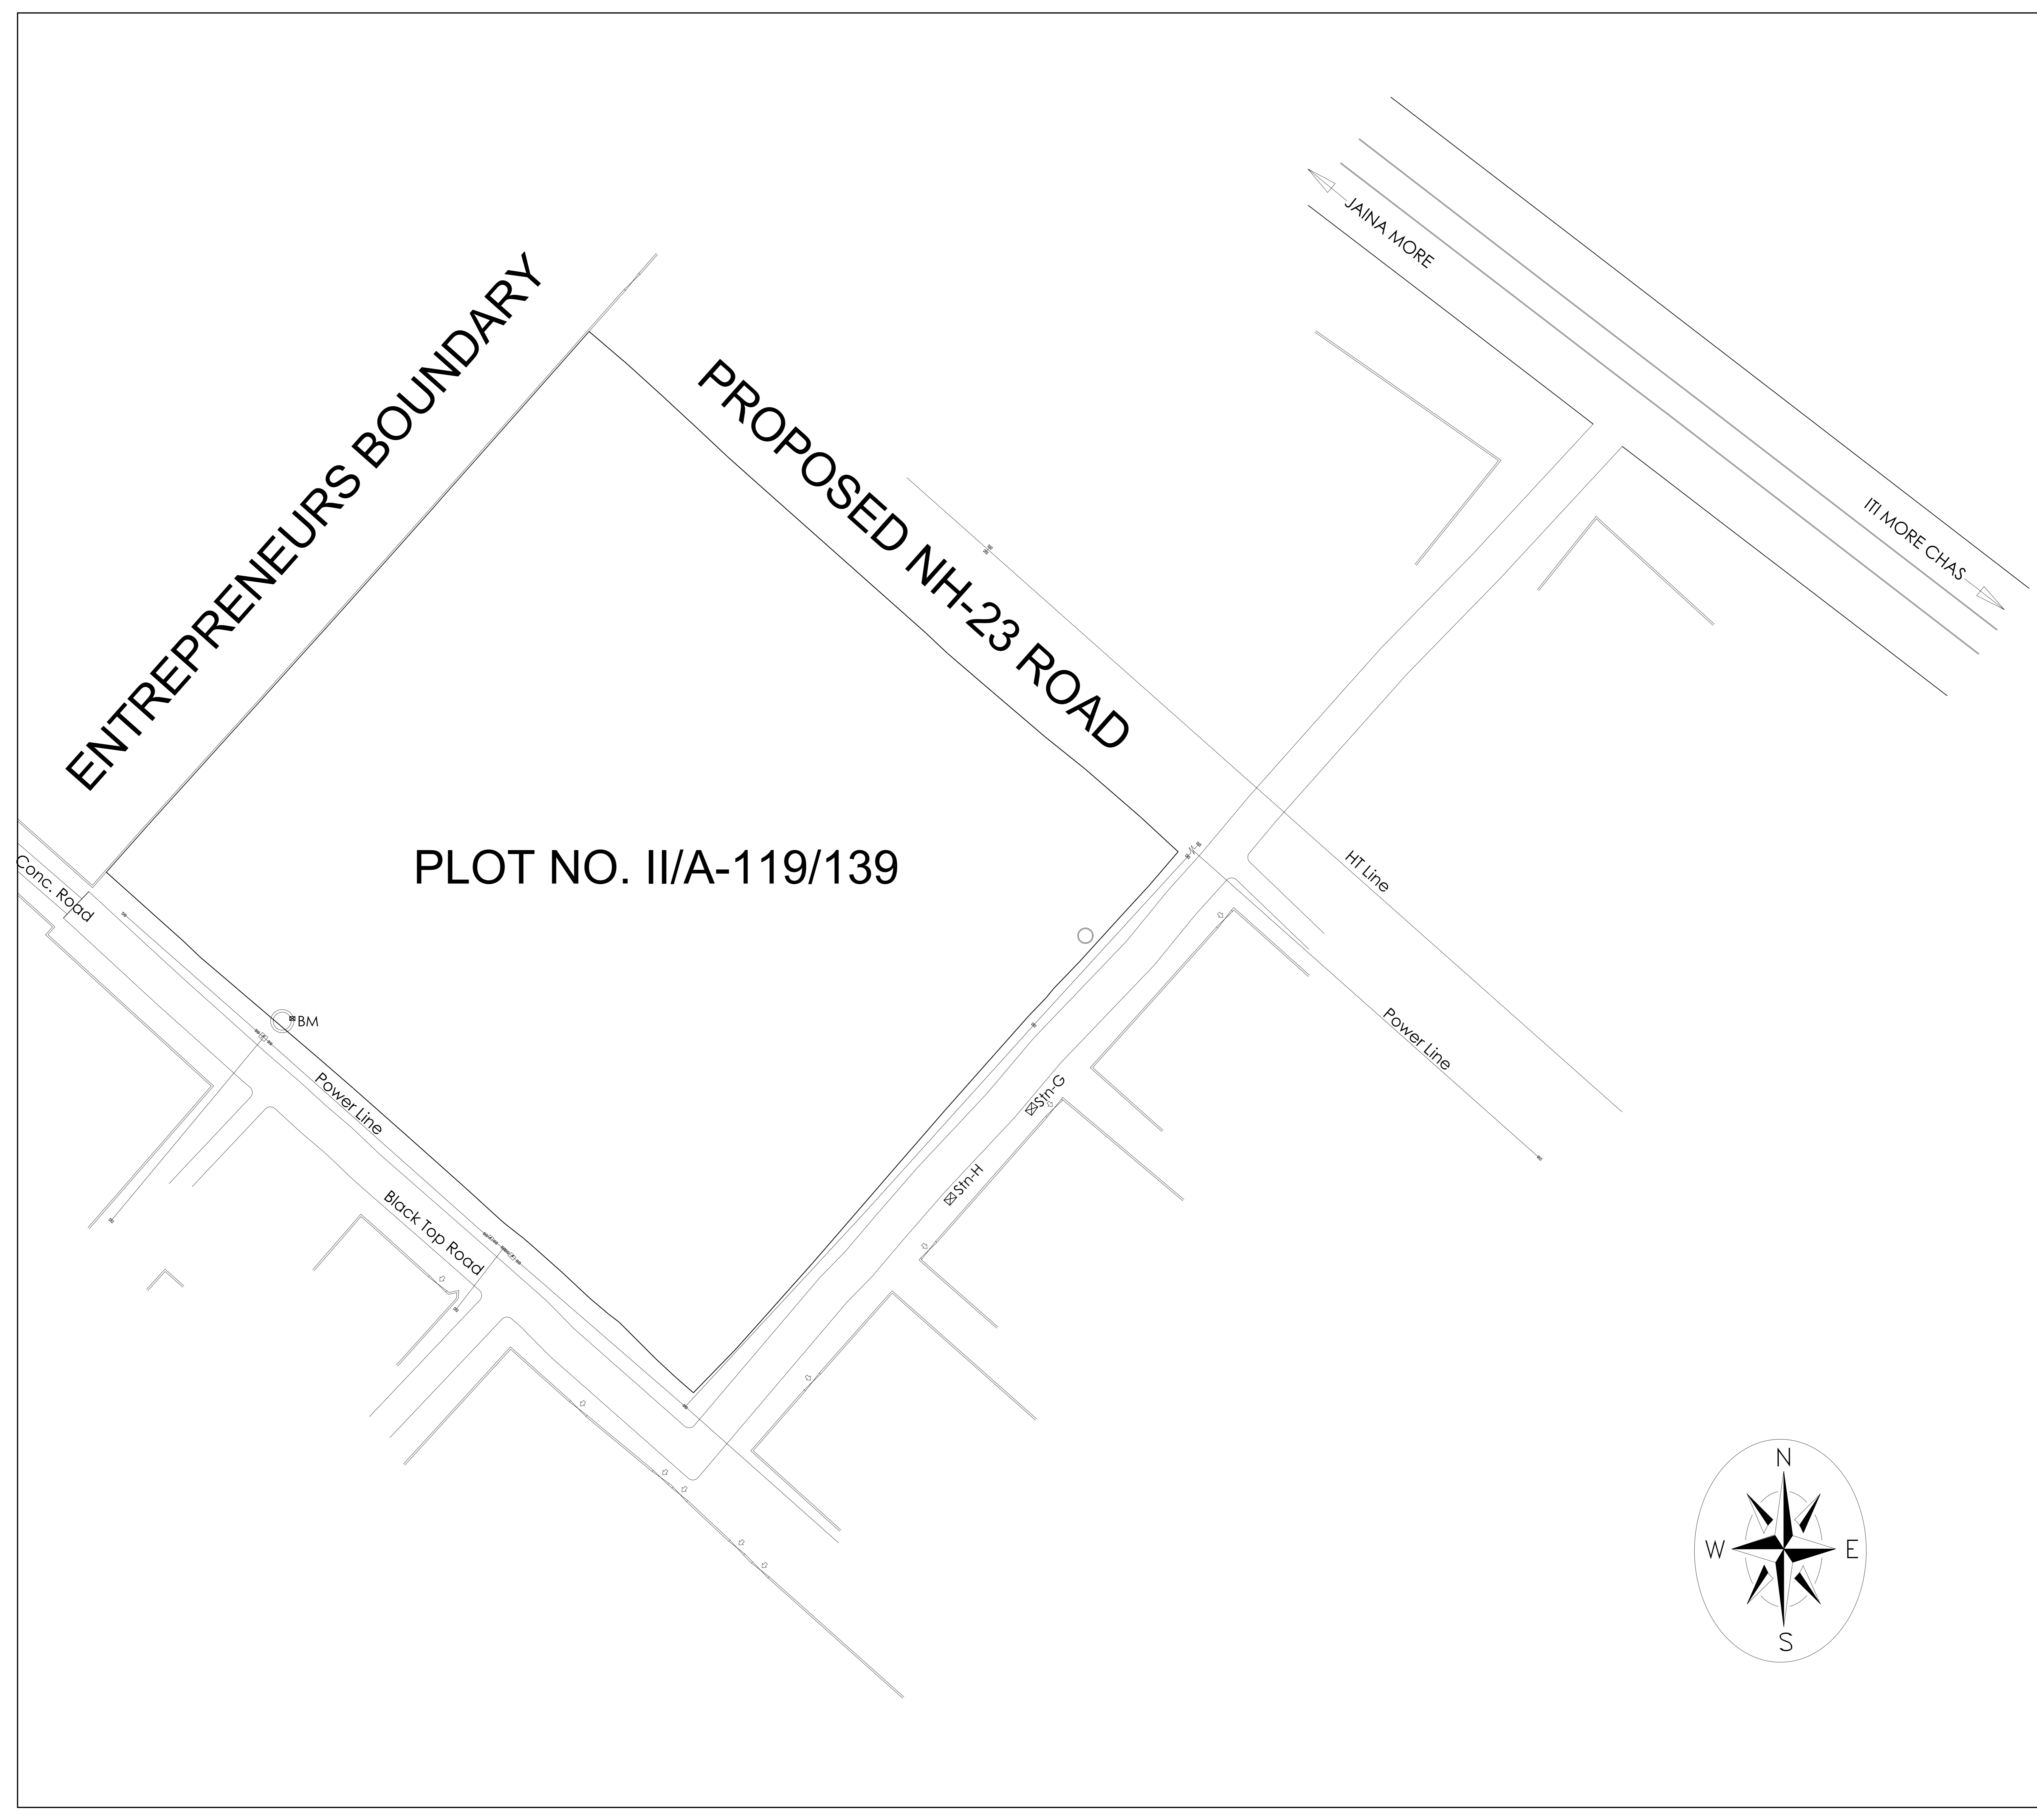 JAINA MORE
ENTREPRENEURS BOUNDARY
PROPOSED NH-23 ROAD
ITI MORE CHAS
PLOT NO. II/A-119/139
HT Line
Conc. Road
BM
Power Line
Power Line
Stn-G
Stn-H
Black Top Road
N
W
E
S